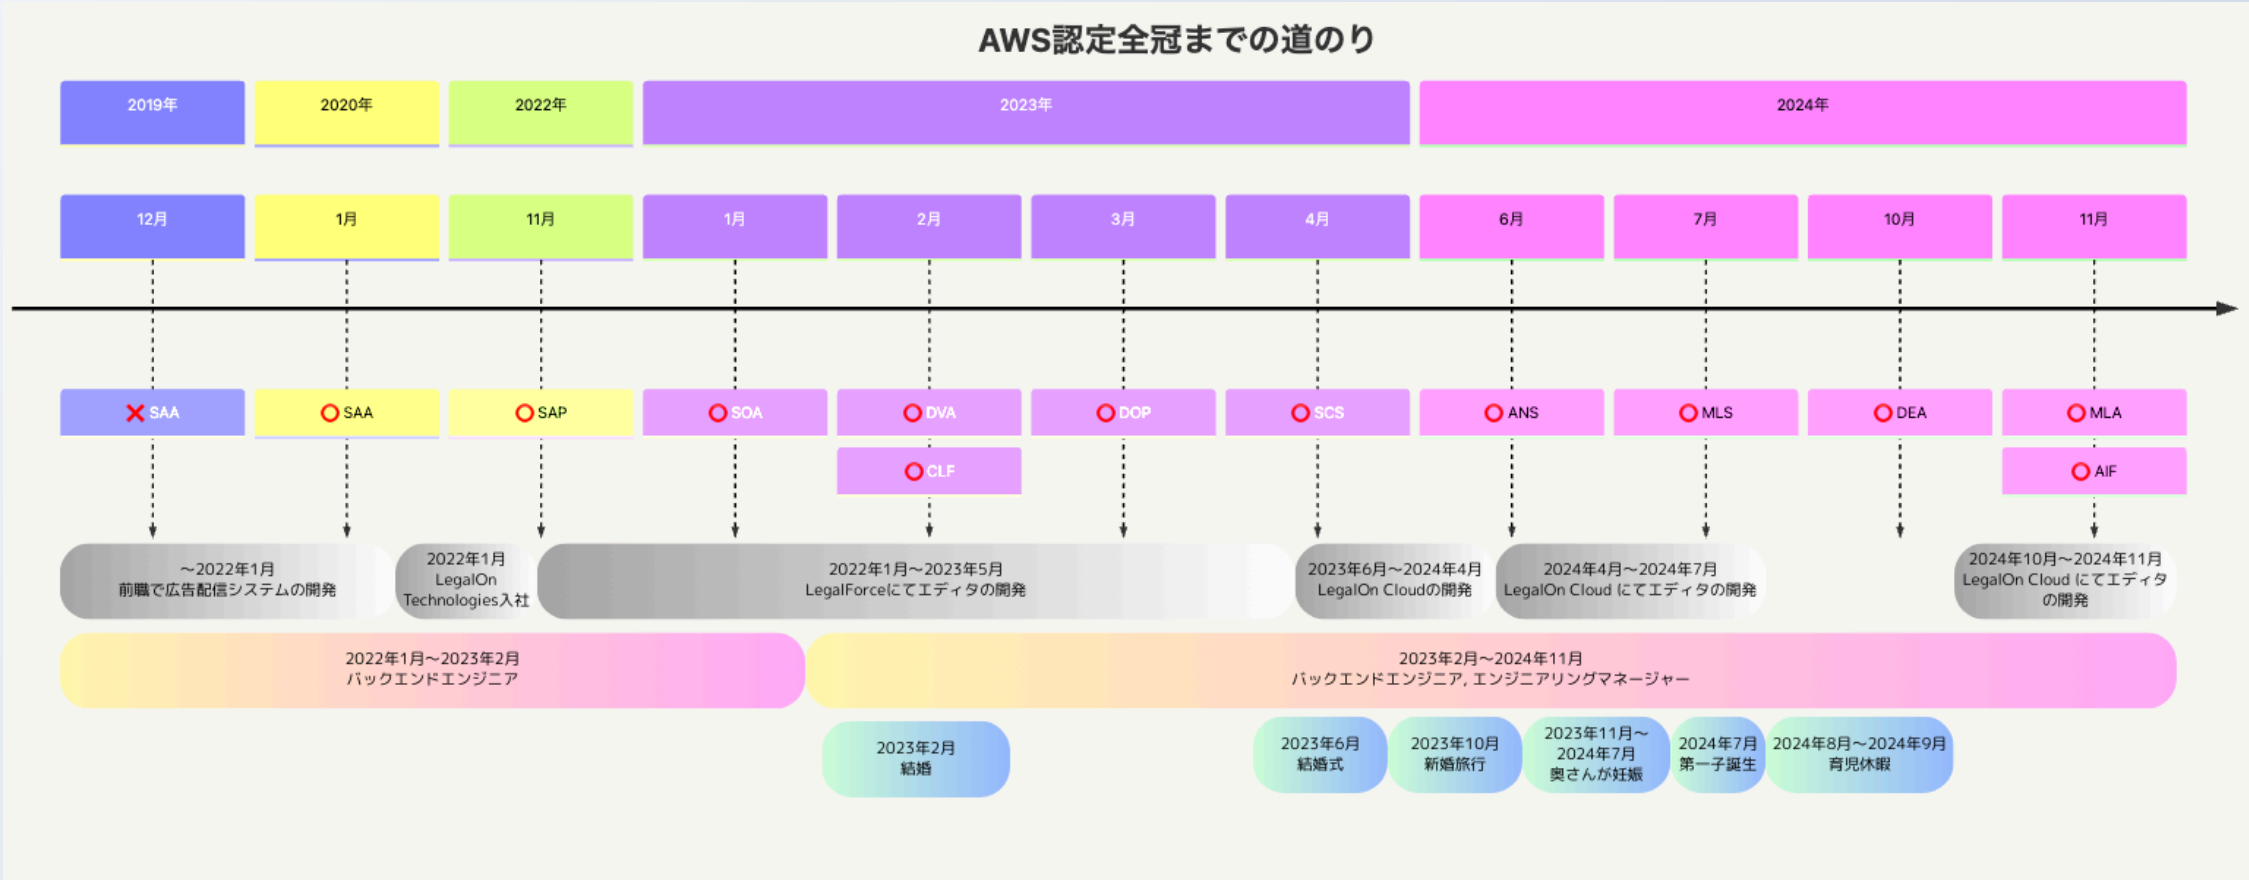 AWS認定全冠までの道のり
2019年
2020年
2022年
2023年
2024年
12月
1月
11月
1月
2月
3月
4月
6月
7月
10月
11月
❌ SAA
⭕ SAA
⭕ SAP
⭕ SOA
⭕ DVA
⭕ DOP
⭕ SCS
⭕ ANS
⭕ MLS
⭕ DEA
⭕ MLA
⭕ CLF
⭕ AIF
〜2022年1月
前職で広告配信システムの開発
2022年1月
LegalOn
Technologies入社
2022年1月〜2023年5月
LegalForceにてエディタの開発
2023年6月〜2024年4月
LegalOn Cloudの開発
2024年4月〜2024年7月
LegalOn Cloud にてエディタの開発
2024年10月〜2024年11月
LegalOn Cloud にてエディタ
の開発
2022年1月〜2023年2月
バックエンドエンジニア
2023年2月〜2024年11月
バックエンドエンジニア, エンジニアリングマネージャー
2023年2月
結婚
2023年6月
結婚式
2023年10月
新婚旅行
2023年11月〜
2024年7月
奥さんが妊娠
2024年7月
第一子誕生
2024年8月〜2024年9月
育児休暇